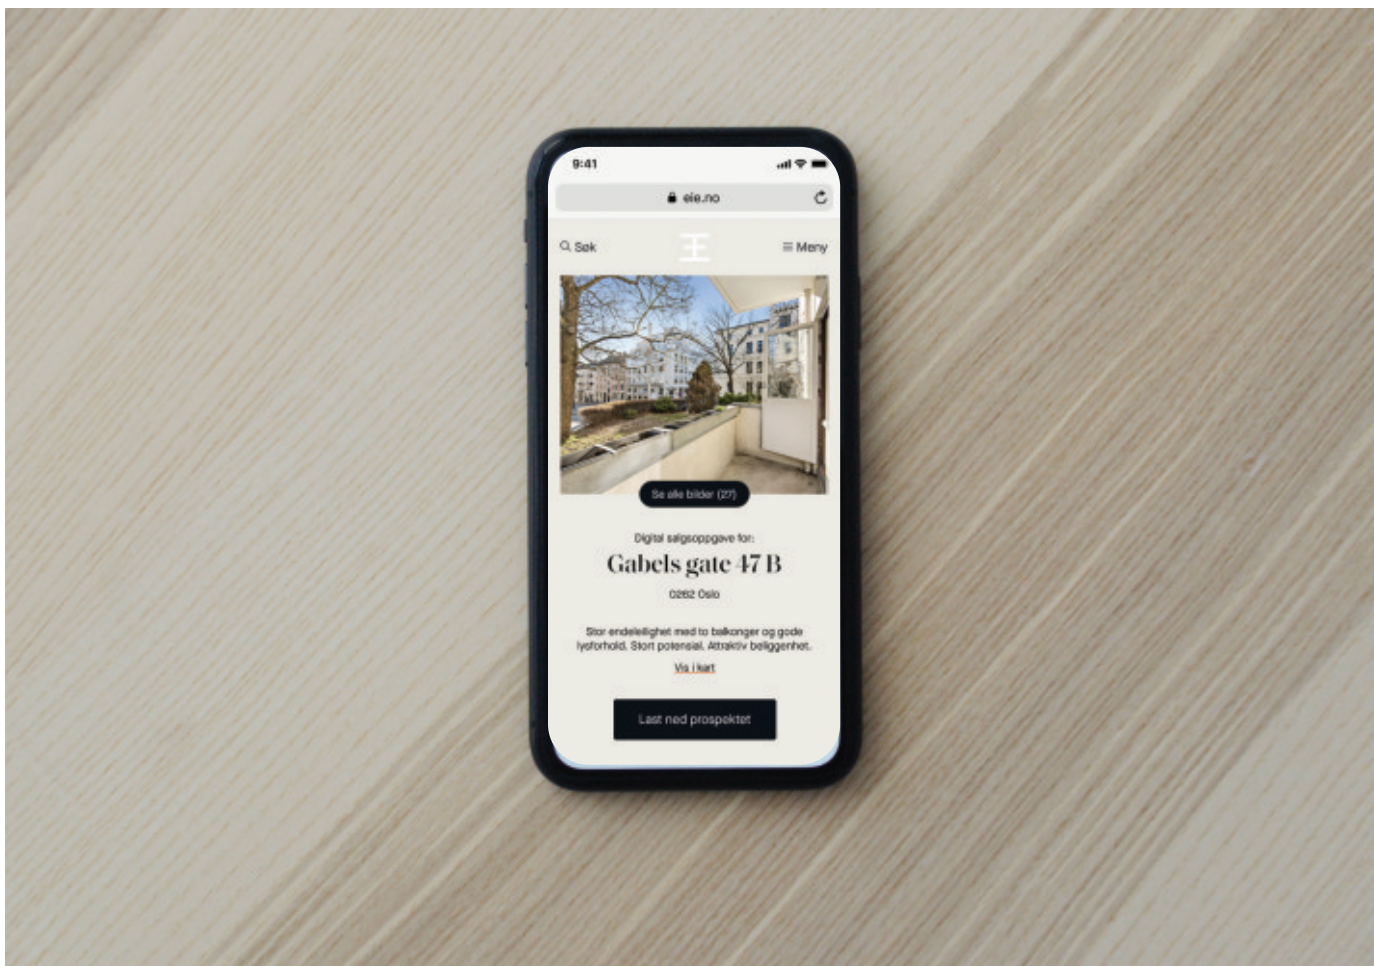 9:41
eie.no
Søk
Meny
Se alle bilder (27)
Digital salgsoppgave for:
Gabels gate 47 B
0262 Oslo
Stor endeleilighet med to balkonger og gode
lysforhold. Stort potensial. Attraktiv beliggenhet.
Vis i kart
Last ned prospektet